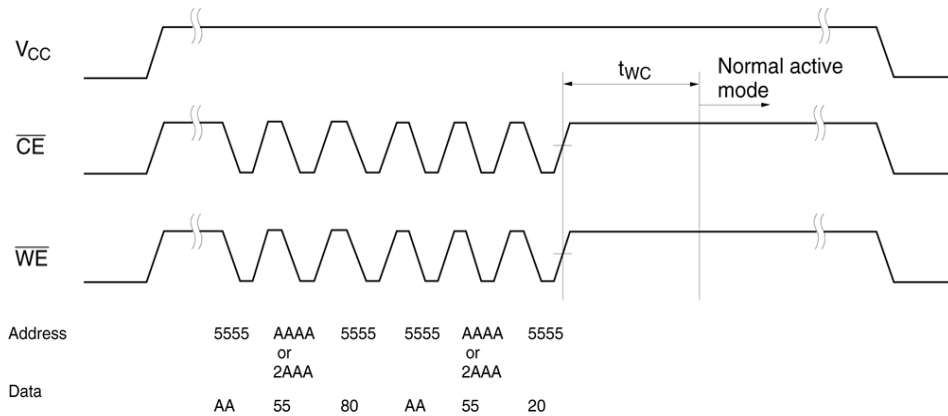 VCC
tWC
Normal active
mode
CE
WE
Address 5555 AAAA 5555 5555 AAAA 5555
or or
2AAA 2AAA
Data
AA 55 80 AA 55 20